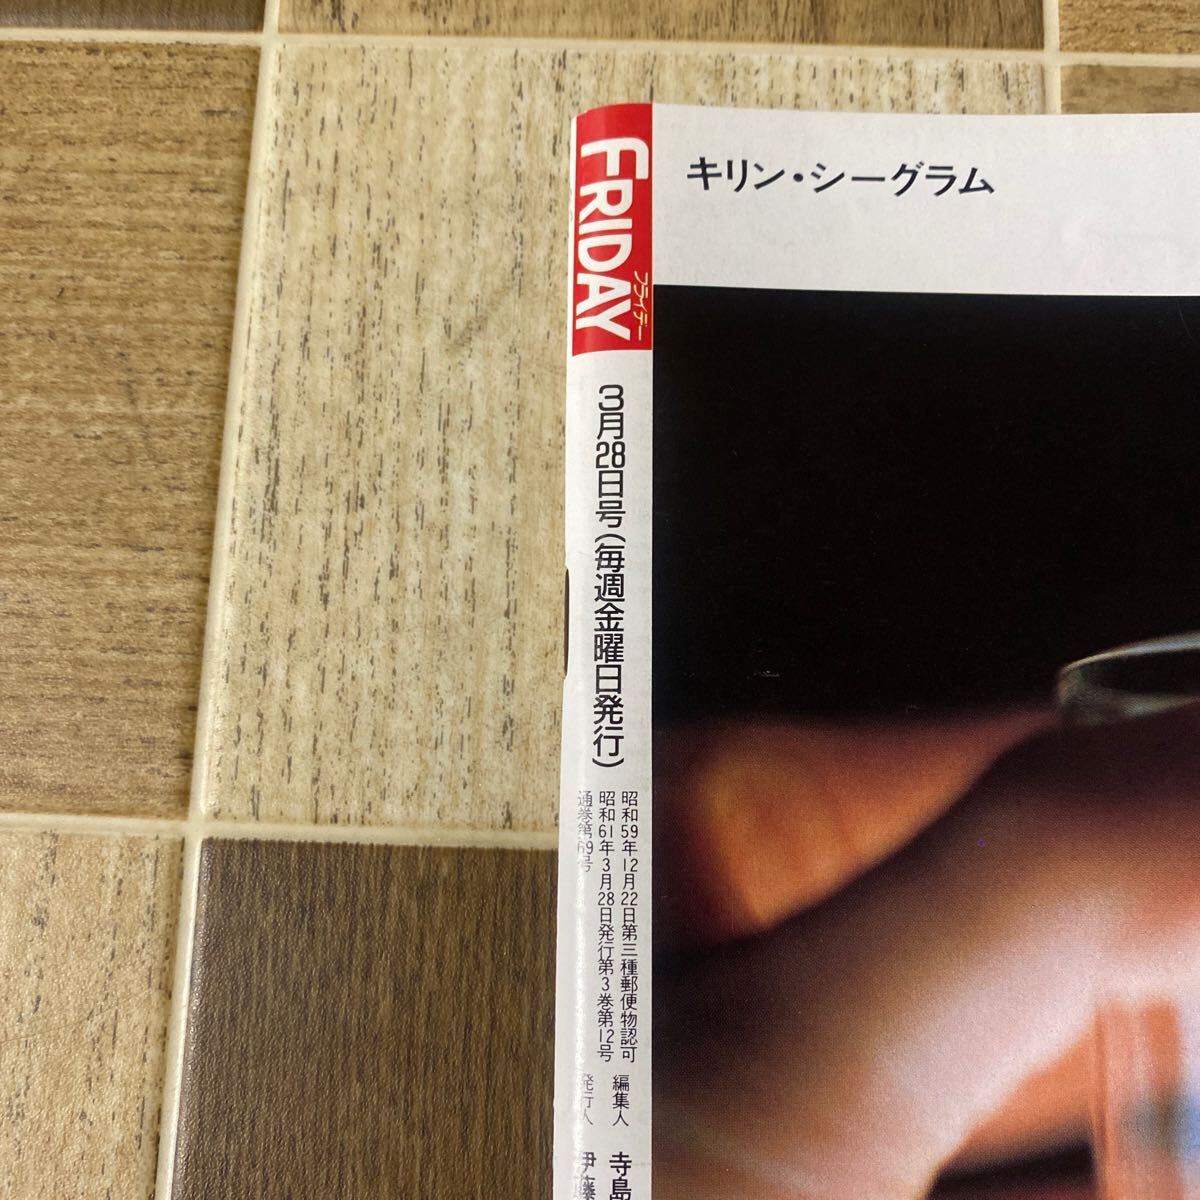 キリン・シーグラム
FRIDAY
フライデー
3月28日号(毎週金曜日発行)
昭和59年12月22日第三種郵便物認可
昭和61年3月28日発行第3巻第12号
通巻第69号
編集人 寺島
発行人 伊藤